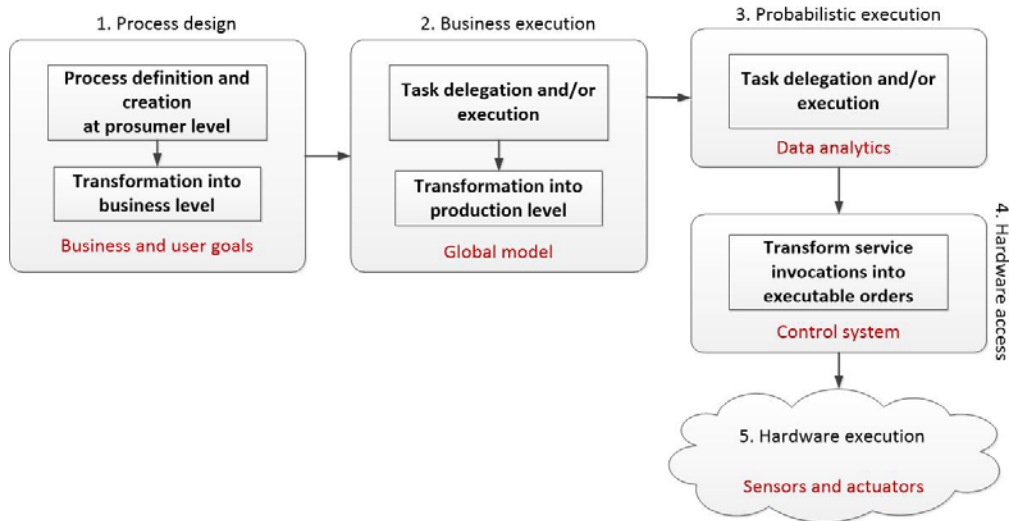 1. Process design
Process definition and
creation
at prosumer level
Transformation into
business level
Business and user goals
2. Business execution
Task delegation and/or
execution
Transformation into
production level
Global model
3. Probabilistic execution
Task delegation and/or
execution
Data analytics
4. Hardware access
Transform service
invocations into
executable orders
Control system
5. Hardware execution
Sensors and actuators